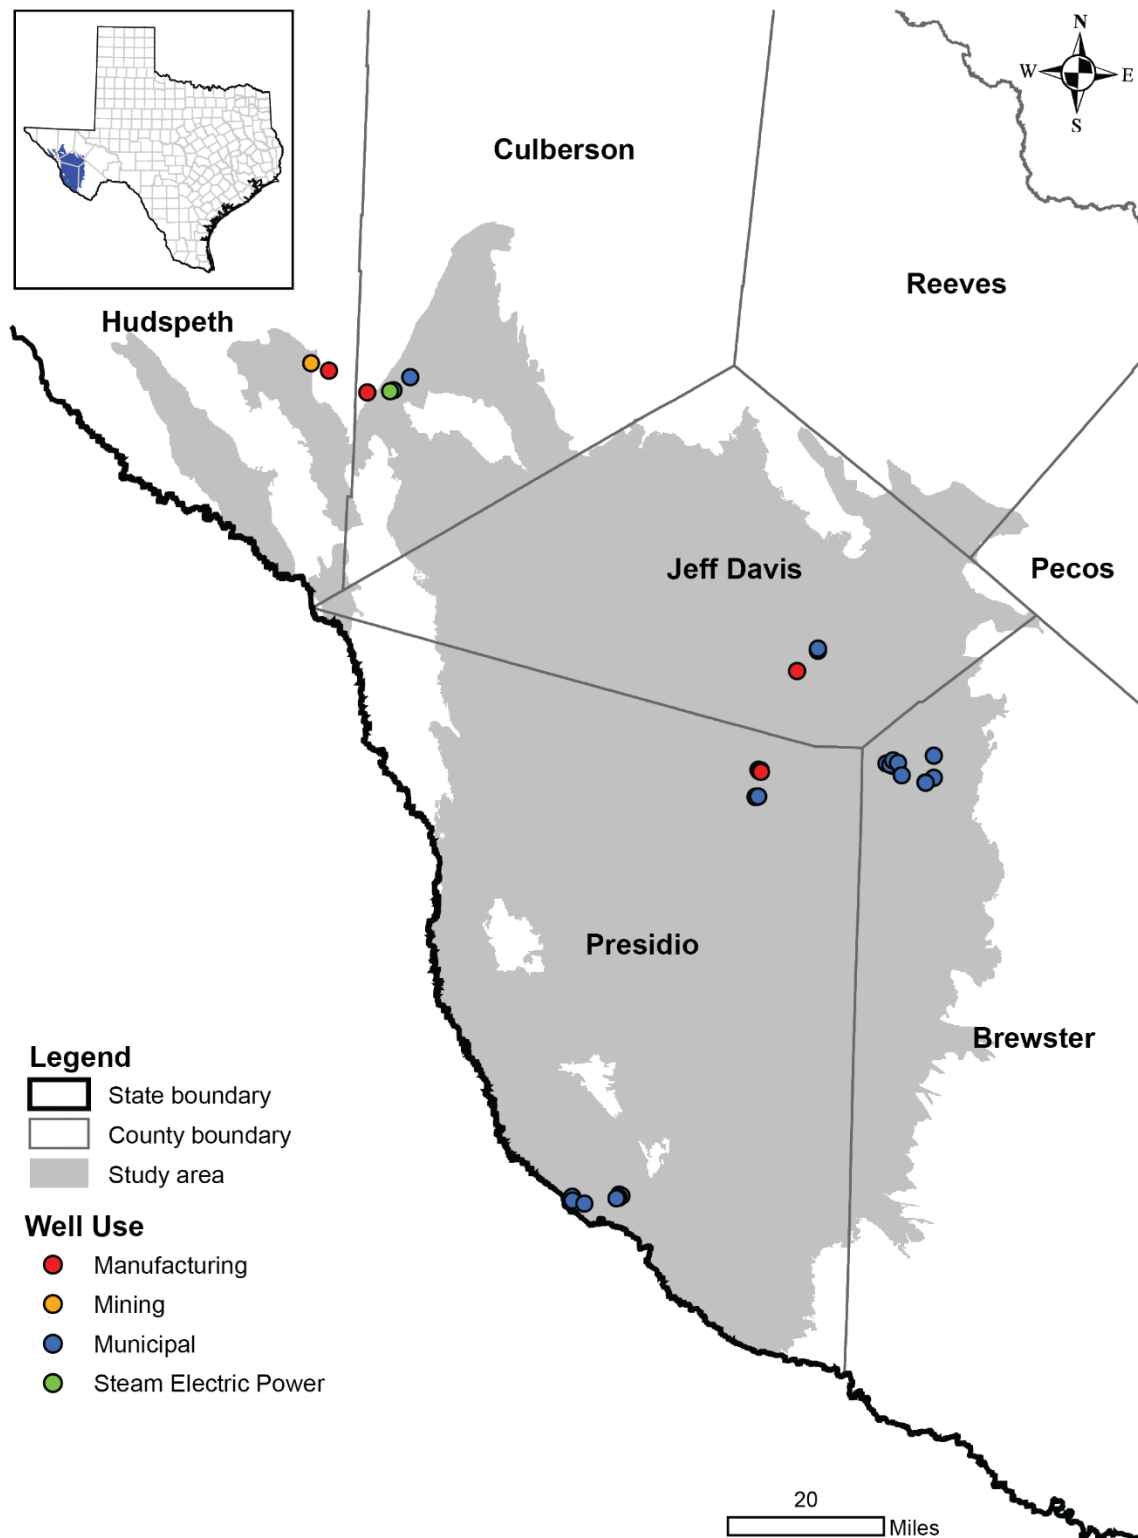 N
W E
S
Culberson
Reeves
Hudspeth
Jeff Davis
Pecos
Presidio
Brewster
Legend
State boundary
County boundary
Study area
Well Use
Manufacturing
Mining
Municipal
Steam Electric Power
20
Miles